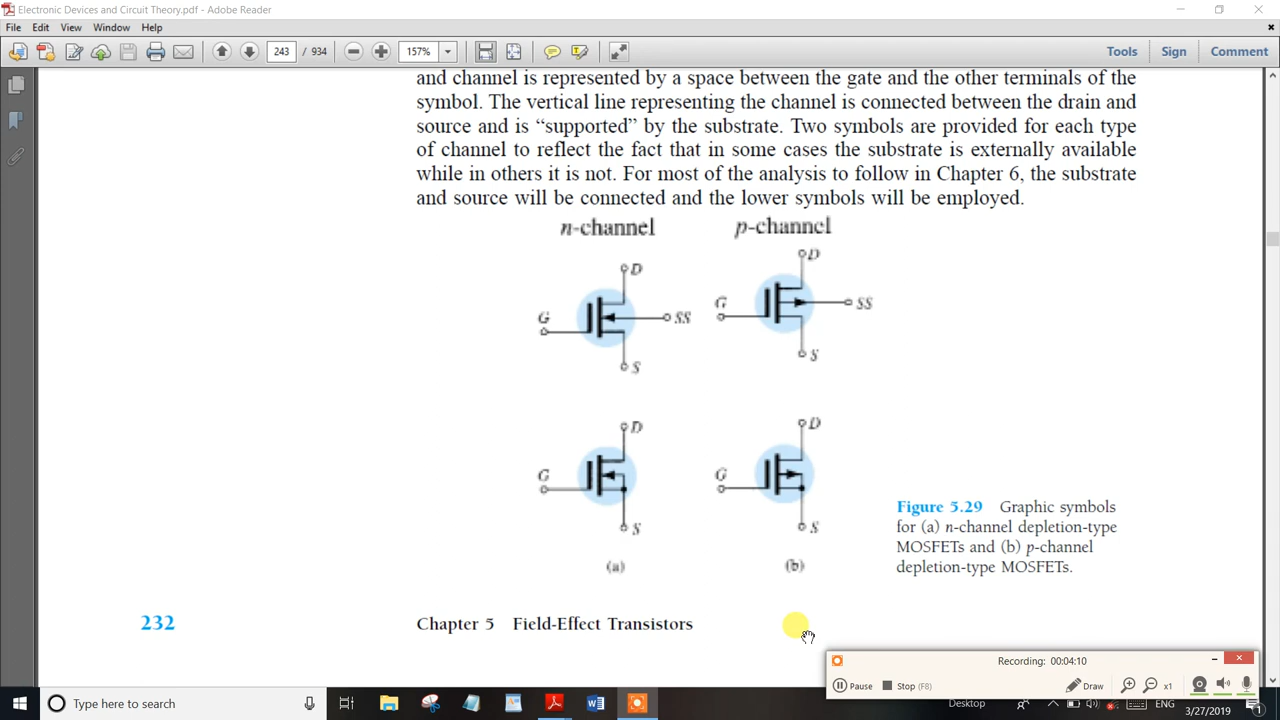 Electronic Devices and Circuit Theory.pdf - Adobe Reader
File Edit View Window Help
243 / 934 157% Tools Sign Comment
and channel is represented by a space between the gate and the other terminals of the
symbol. The vertical line representing the channel is connected between the drain and
source and is “supported” by the substrate. Two symbols are provided for each type
of channel to reflect the fact that in some cases the substrate is externally available
while in others it is not. For most of the analysis to follow in Chapter 6, the substrate
and source will be connected and the lower symbols will be employed.
n-channel p-channel
D D
G SS G SS
S S
D D
G G
S S
(a) (b)
Figure 5.29 Graphic symbols
for (a) n-channel depletion-type
MOSFETs and (b) p-channel
depletion-type MOSFETs.
232 Chapter 5 Field-Effect Transistors
Recording: 00:04:10
Pause Stop (F8) Draw x1
Type here to search Desktop ENG
3/27/2019 1